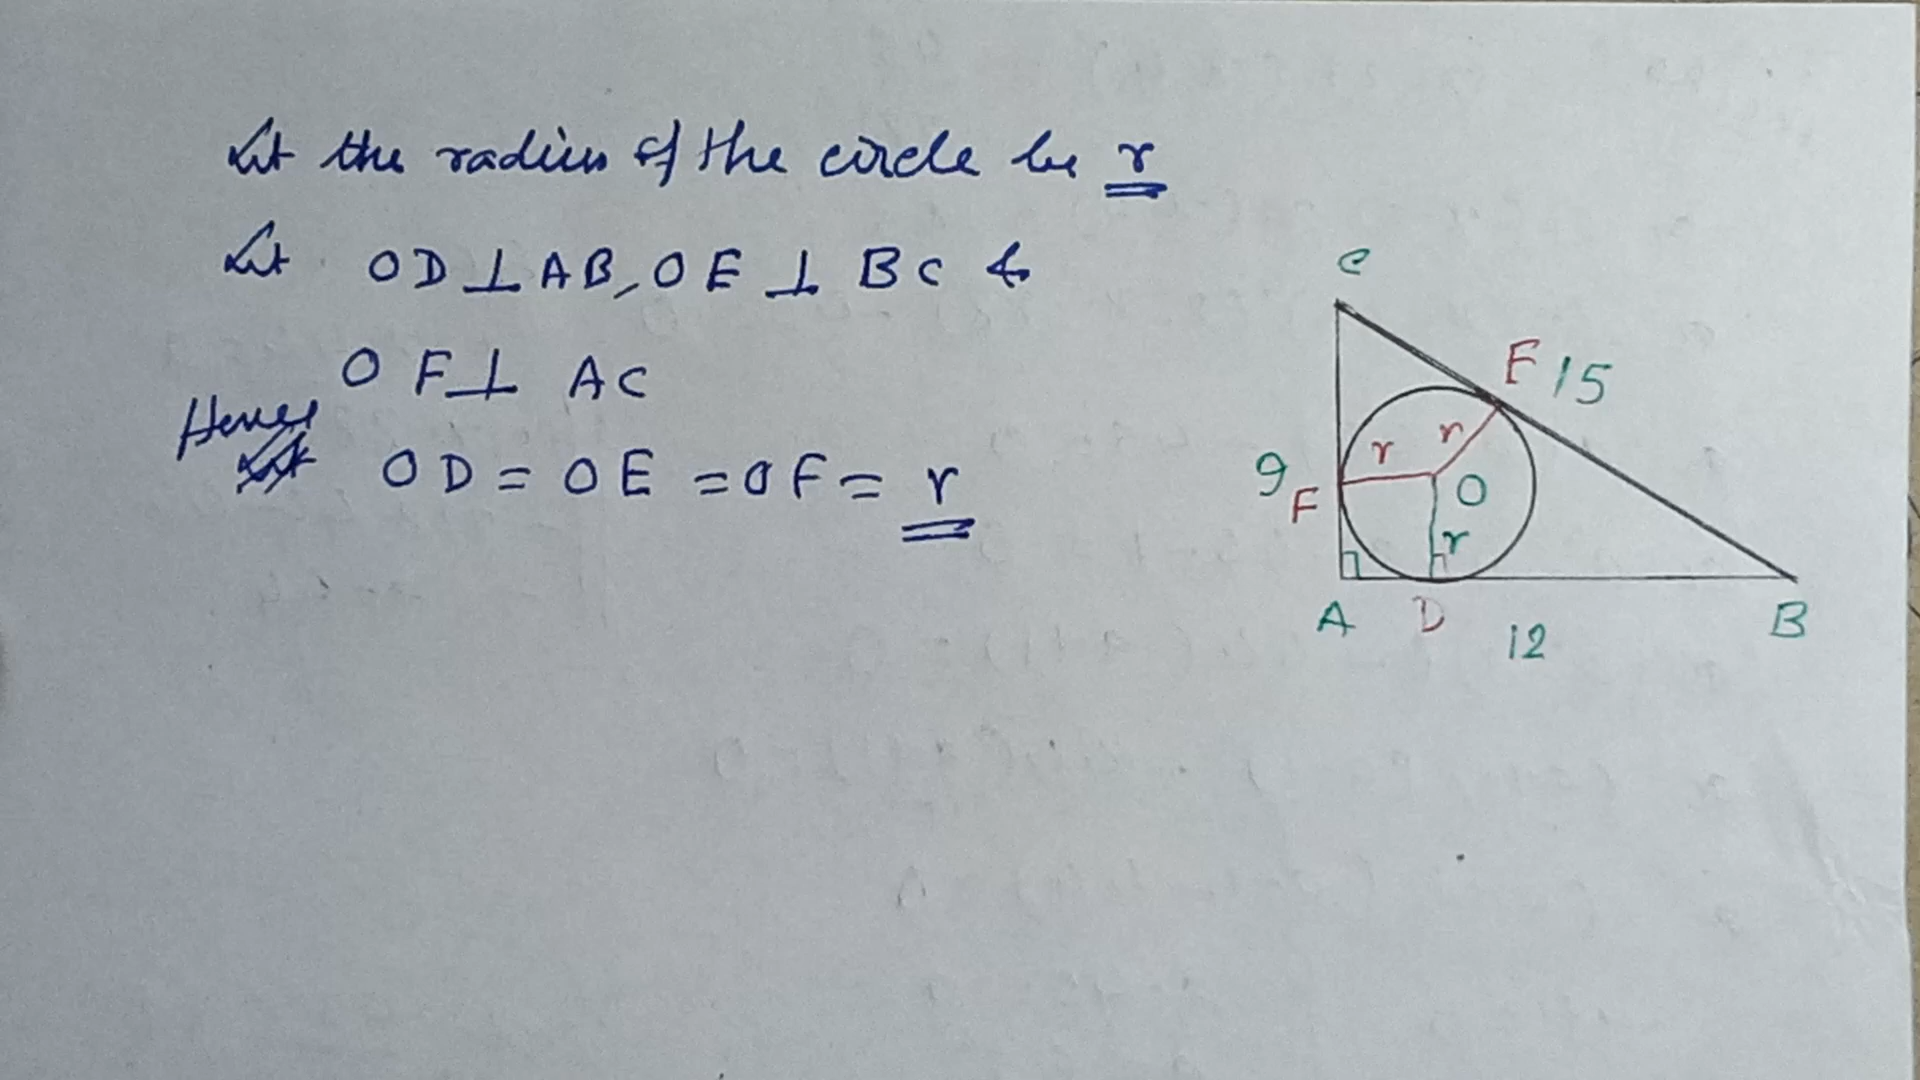 Let the radius of the circle be r
Let OD ⊥ AB, OE ⊥ BC &
OF ⊥ AC
Hence
OD = OE = OF = r
C
E 15
r r
9 O
F r
A D B
12